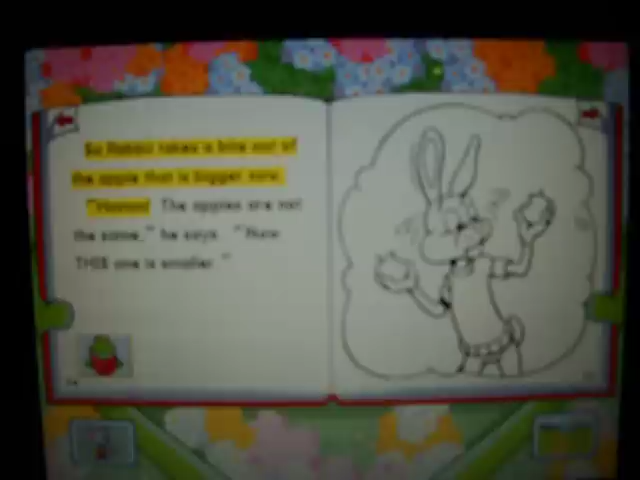 So Rabbit takes a bite out of
the apple that is bigger now.
"Hmmm! The apples are not
the same," he says. "Now
THIS one is smaller."